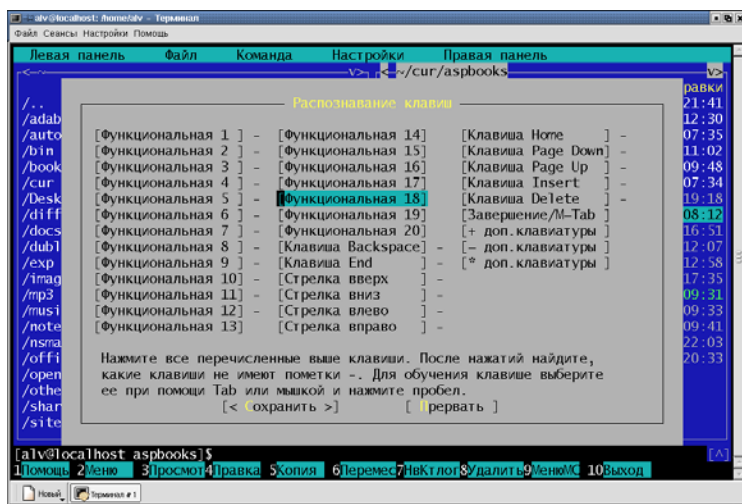 alv@localhost: /home/alv - Терминал
Файл Сеансы Настройки Помощь
Левая панель Файл Команда Настройки Правая панель
<-~ v> <-~/cur/aspbooks v>
равки
/.. 21:41
/adab 12:30
/auto 07:35
/bin 11:02
/book 09:48
/cur 07:34
/Desk 19:18
/diff 08:12
/docs 16:51
/dubl 12:07
/exp 12:58
/imag 17:35
/mp3 09:31
/musi 09:33
/note 09:41
/nsma 22:03
/offi 20:33
/open
/othe
/shar
/site
Распознавание клавиш
[Функциональная 1 ] - [Функциональная 14] [Клавиша Home ] -
[Функциональная 2 ] - [Функциональная 15] [Клавиша Page Down] -
[Функциональная 3 ] - [Функциональная 16] [Клавиша Page Up ] -
[Функциональная 4 ] - [Функциональная 17] [Клавиша Insert ] -
[Функциональная 5 ] - [Функциональная 18] [Клавиша Delete ] -
[Функциональная 6 ] - [Функциональная 19] [Завершение/M-Tab ]
[Функциональная 7 ] - [Функциональная 20] [+ доп.клавиатуры ]
[Функциональная 8 ] - [Клавиша Backspace] - [- доп.клавиатуры ]
[Функциональная 9 ] - [Клавиша End ] - [* доп.клавиатуры ]
[Функциональная 10] - [Стрелка вверх ] -
[Функциональная 11] - [Стрелка вниз ] -
[Функциональная 12] - [Стрелка влево ] -
[Функциональная 13] [Стрелка вправо ] -
Нажмите все перечисленные выше клавиши. После нажатий найдите,
какие клавиши не имеют пометки -. Для обучения клавише выберите
ее при помощи Tab или мышкой и нажмите пробел.
[< Сохранить >] [ Прервать ]
[alv@localhost aspbooks]$ [^]
1Помощь 2Меню 3Просмот 4Правка 5Копия 6Перемес 7НвКтлог 8Удалить 9МенюMC 10Выход
Новый Терминал # 1